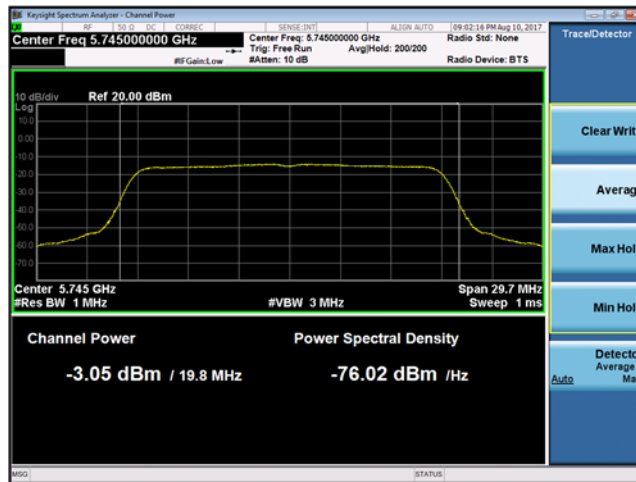 Keysight Spectrum Analyzer - Channel Power
RF 50 Ω DC CORREC SENSE:INT ALIGN AUTO 09:02:16 PM Aug 10, 2017
Center Freq 5.745000000 GHz
Center Freq: 5.745000000 GHz Radio Std: None
Trig: Free Run Avg|Hold: 200/200
#IFGain:Low #Atten: 10 dB Radio Device: BTS
Trace/Detector
10 dB/div Ref 20.00 dBm
Log
10.0
0.00
-10.0
-20.0
-30.0
-40.0
-50.0
-60.0
-70.0
Center 5.745 GHz Span 29.7 MHz
#Res BW 1 MHz #VBW 3 MHz Sweep 1 ms
Channel Power Power Spectral Density
-3.05 dBm / 19.8 MHz -76.02 dBm /Hz
Clear Writ
Averag
Max Hol
Min Hol
Detecto
Average
Auto Ma
MSG STATUS